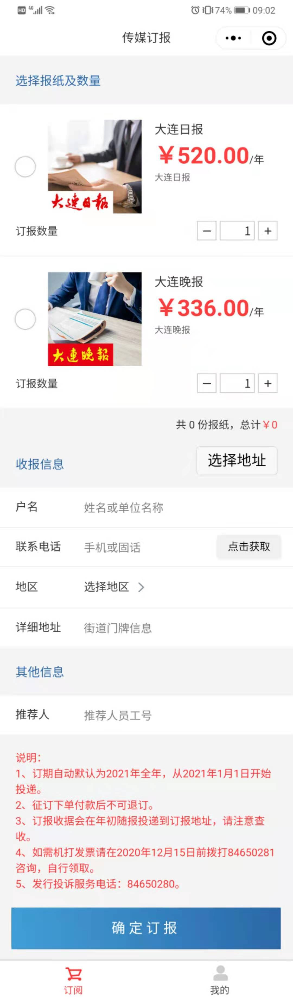 HD 4G 74% 09:02
传媒订报
选择报纸及数量
大连日报
￥520.00/年
大连日报
大连日報
订报数量 － 1 +
大连晚报
￥336.00/年
大连晚报
大連晚報
订报数量 － 1 +
共 0 份报纸，总计￥0
收报信息 选择地址
户名 姓名或单位名称
联系电话 手机或固话 点击获取
地区 选择地区 >
详细地址 街道门牌信息
其他信息
推荐人 推荐人员工号
说明：
1、订期自动默认为2021年全年，从2021年1月1日开始
投递。
2、征订下单付款后不可退订。
3、订报收据会在年初随报投递到订报地址，请注意查
收。
4、如需机打发票请在2020年12月15日前拨打84650281
咨询，自行领取。
5、发行投诉服务电话：84650280。
确定订报
订阅 我的